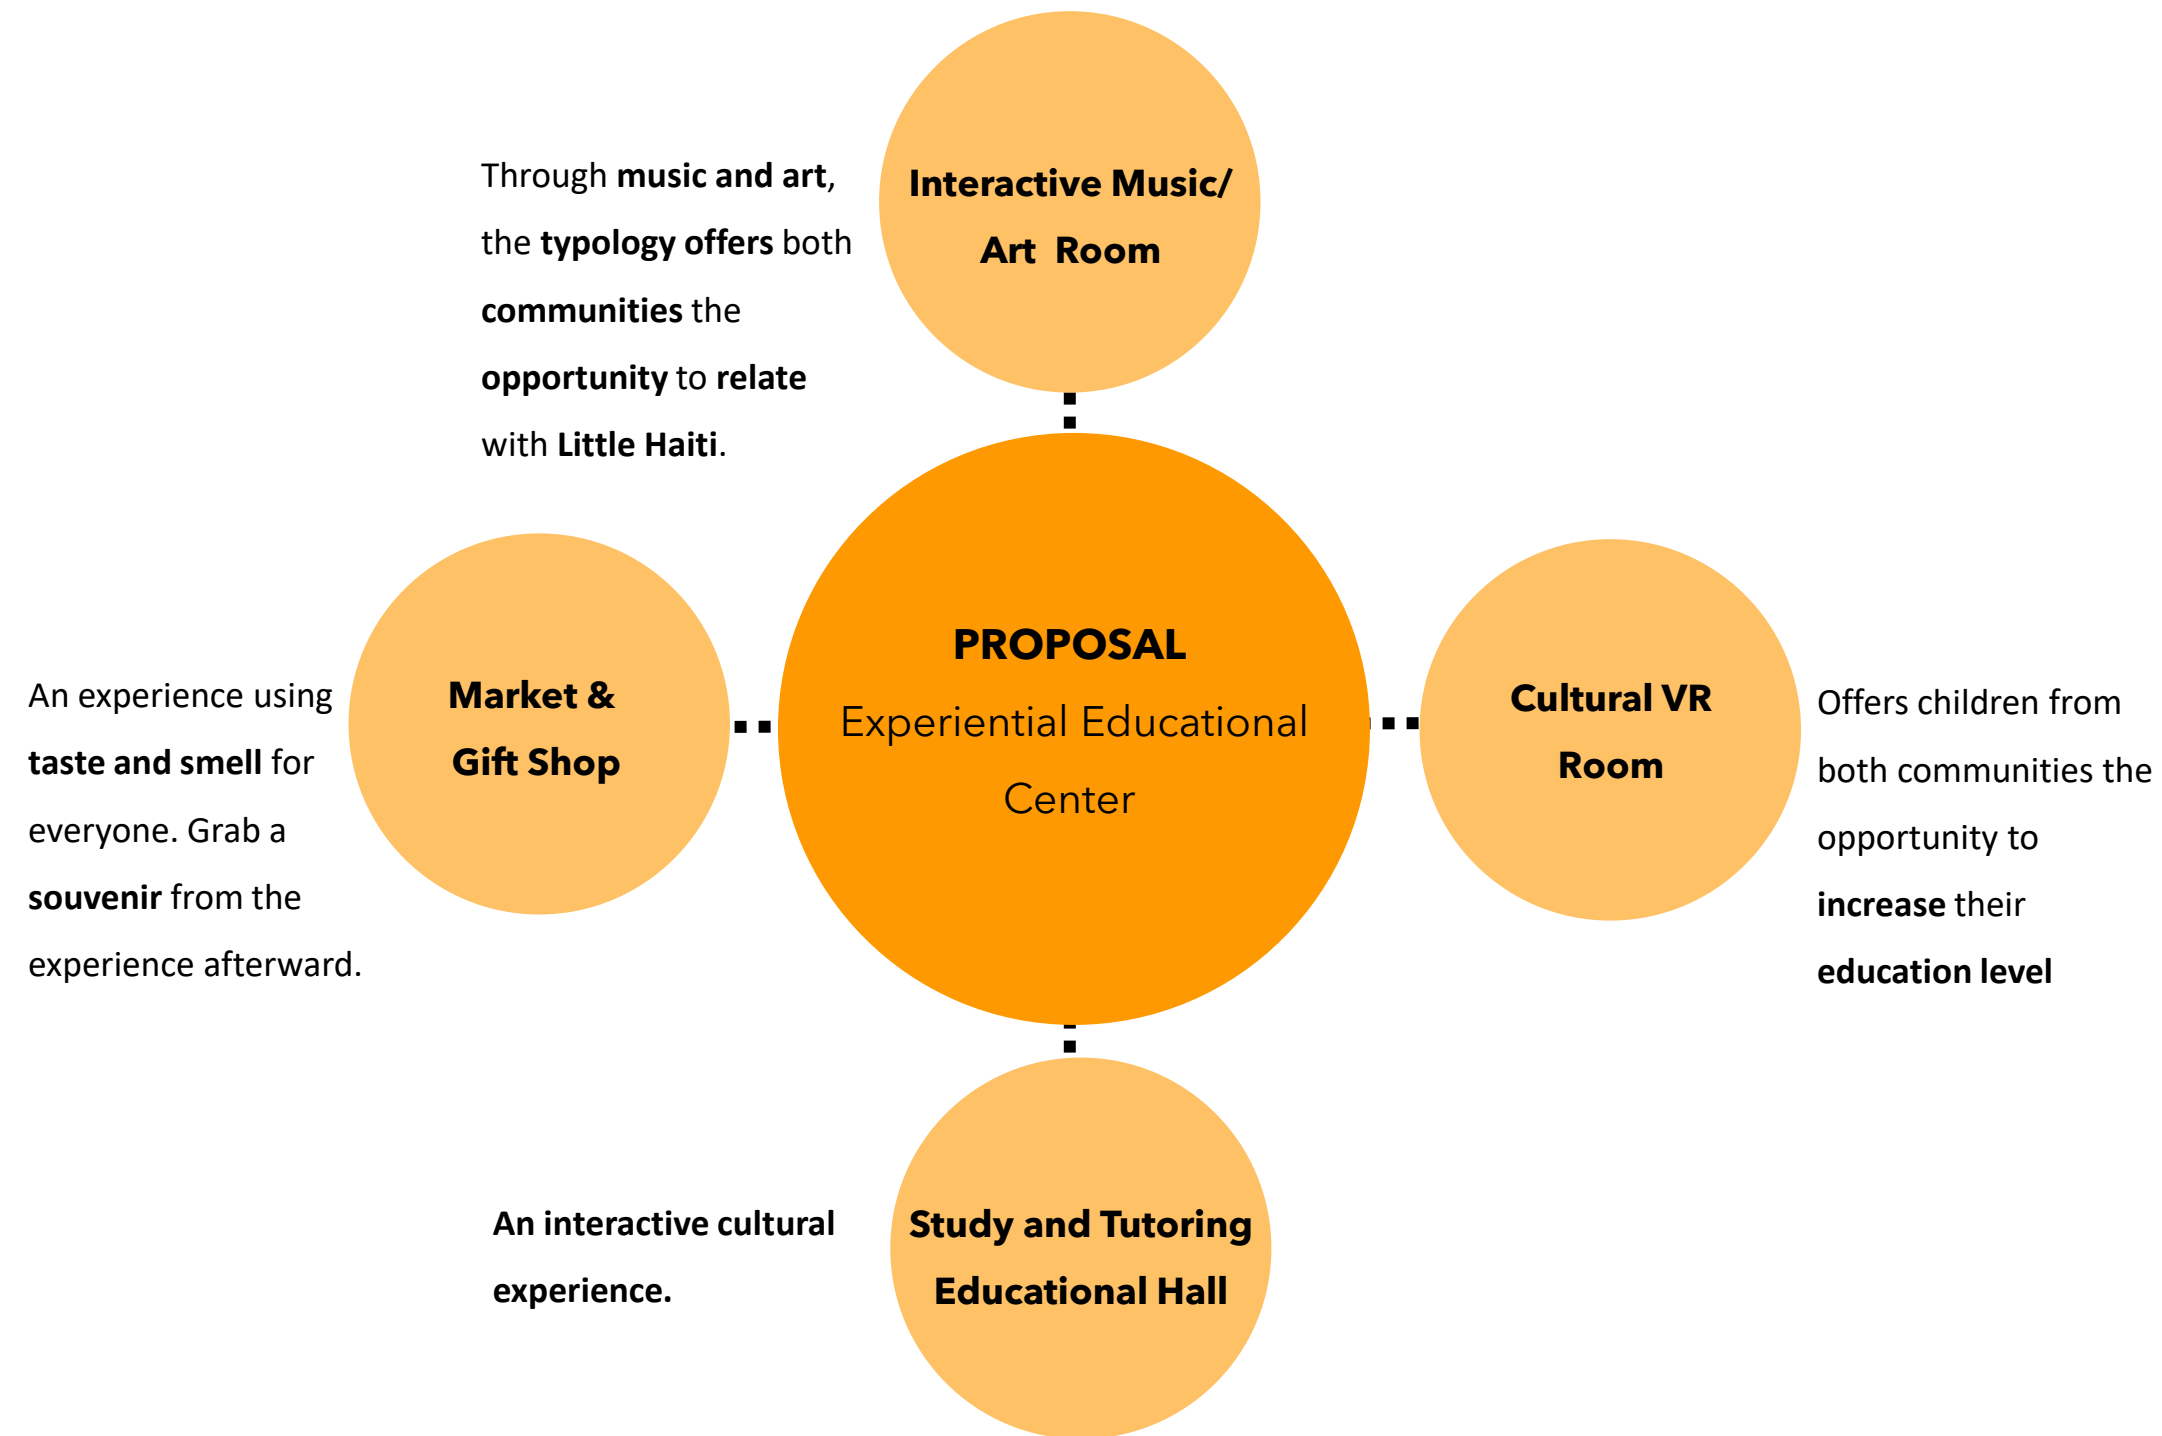 Through music and art,
the typology offers both
communities the
opportunity to relate
with Little Haiti.
Interactive Music/
Art Room
PROPOSAL
Experiential Educational
Center
An experience using
taste and smell for
everyone. Grab a
souvenir from the
experience afterward.
Market &
Gift Shop
Cultural VR
Room
Offers children from
both communities the
opportunity to
increase their
education level
An interactive cultural
experience.
Study and Tutoring
Educational Hall